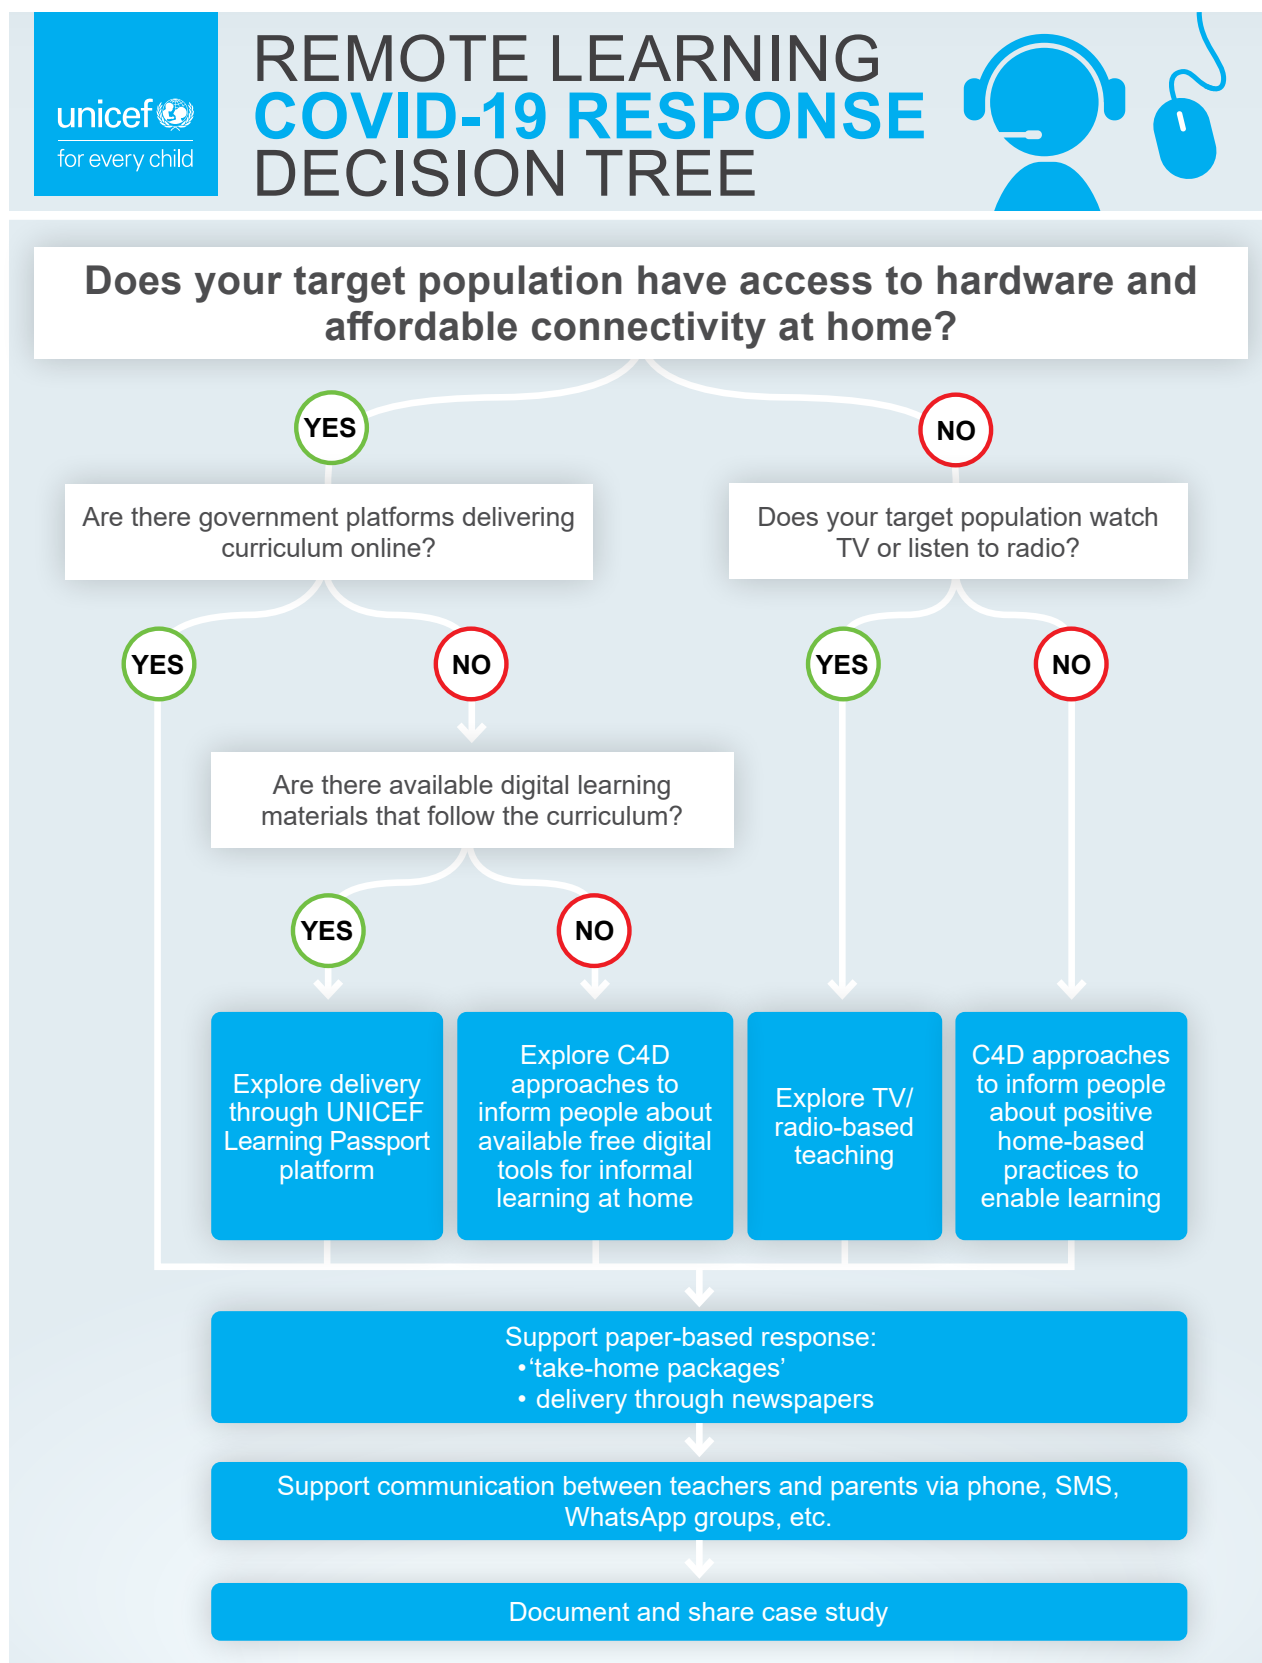 unicef
for every child
REMOTE LEARNING
COVID-19 RESPONSE
DECISION TREE
Does your target population have access to hardware and
affordable connectivity at home?
YES
NO
Are there government platforms delivering
curriculum online?
Does your target population watch
TV or listen to radio?
YES
NO
YES
NO
Are there available digital learning
materials that follow the curriculum?
YES
NO
Explore delivery
through UNICEF
Learning Passport
platform
Explore C4D
approaches to
inform people about
available free digital
tools for informal
learning at home
Explore TV/
radio-based
teaching
C4D approaches
to inform people
about positive
home-based
practices to
enable learning
Support paper-based response:
•‘take-home packages’
• delivery through newspapers
Support communication between teachers and parents via phone, SMS,
WhatsApp groups, etc.
Document and share case study